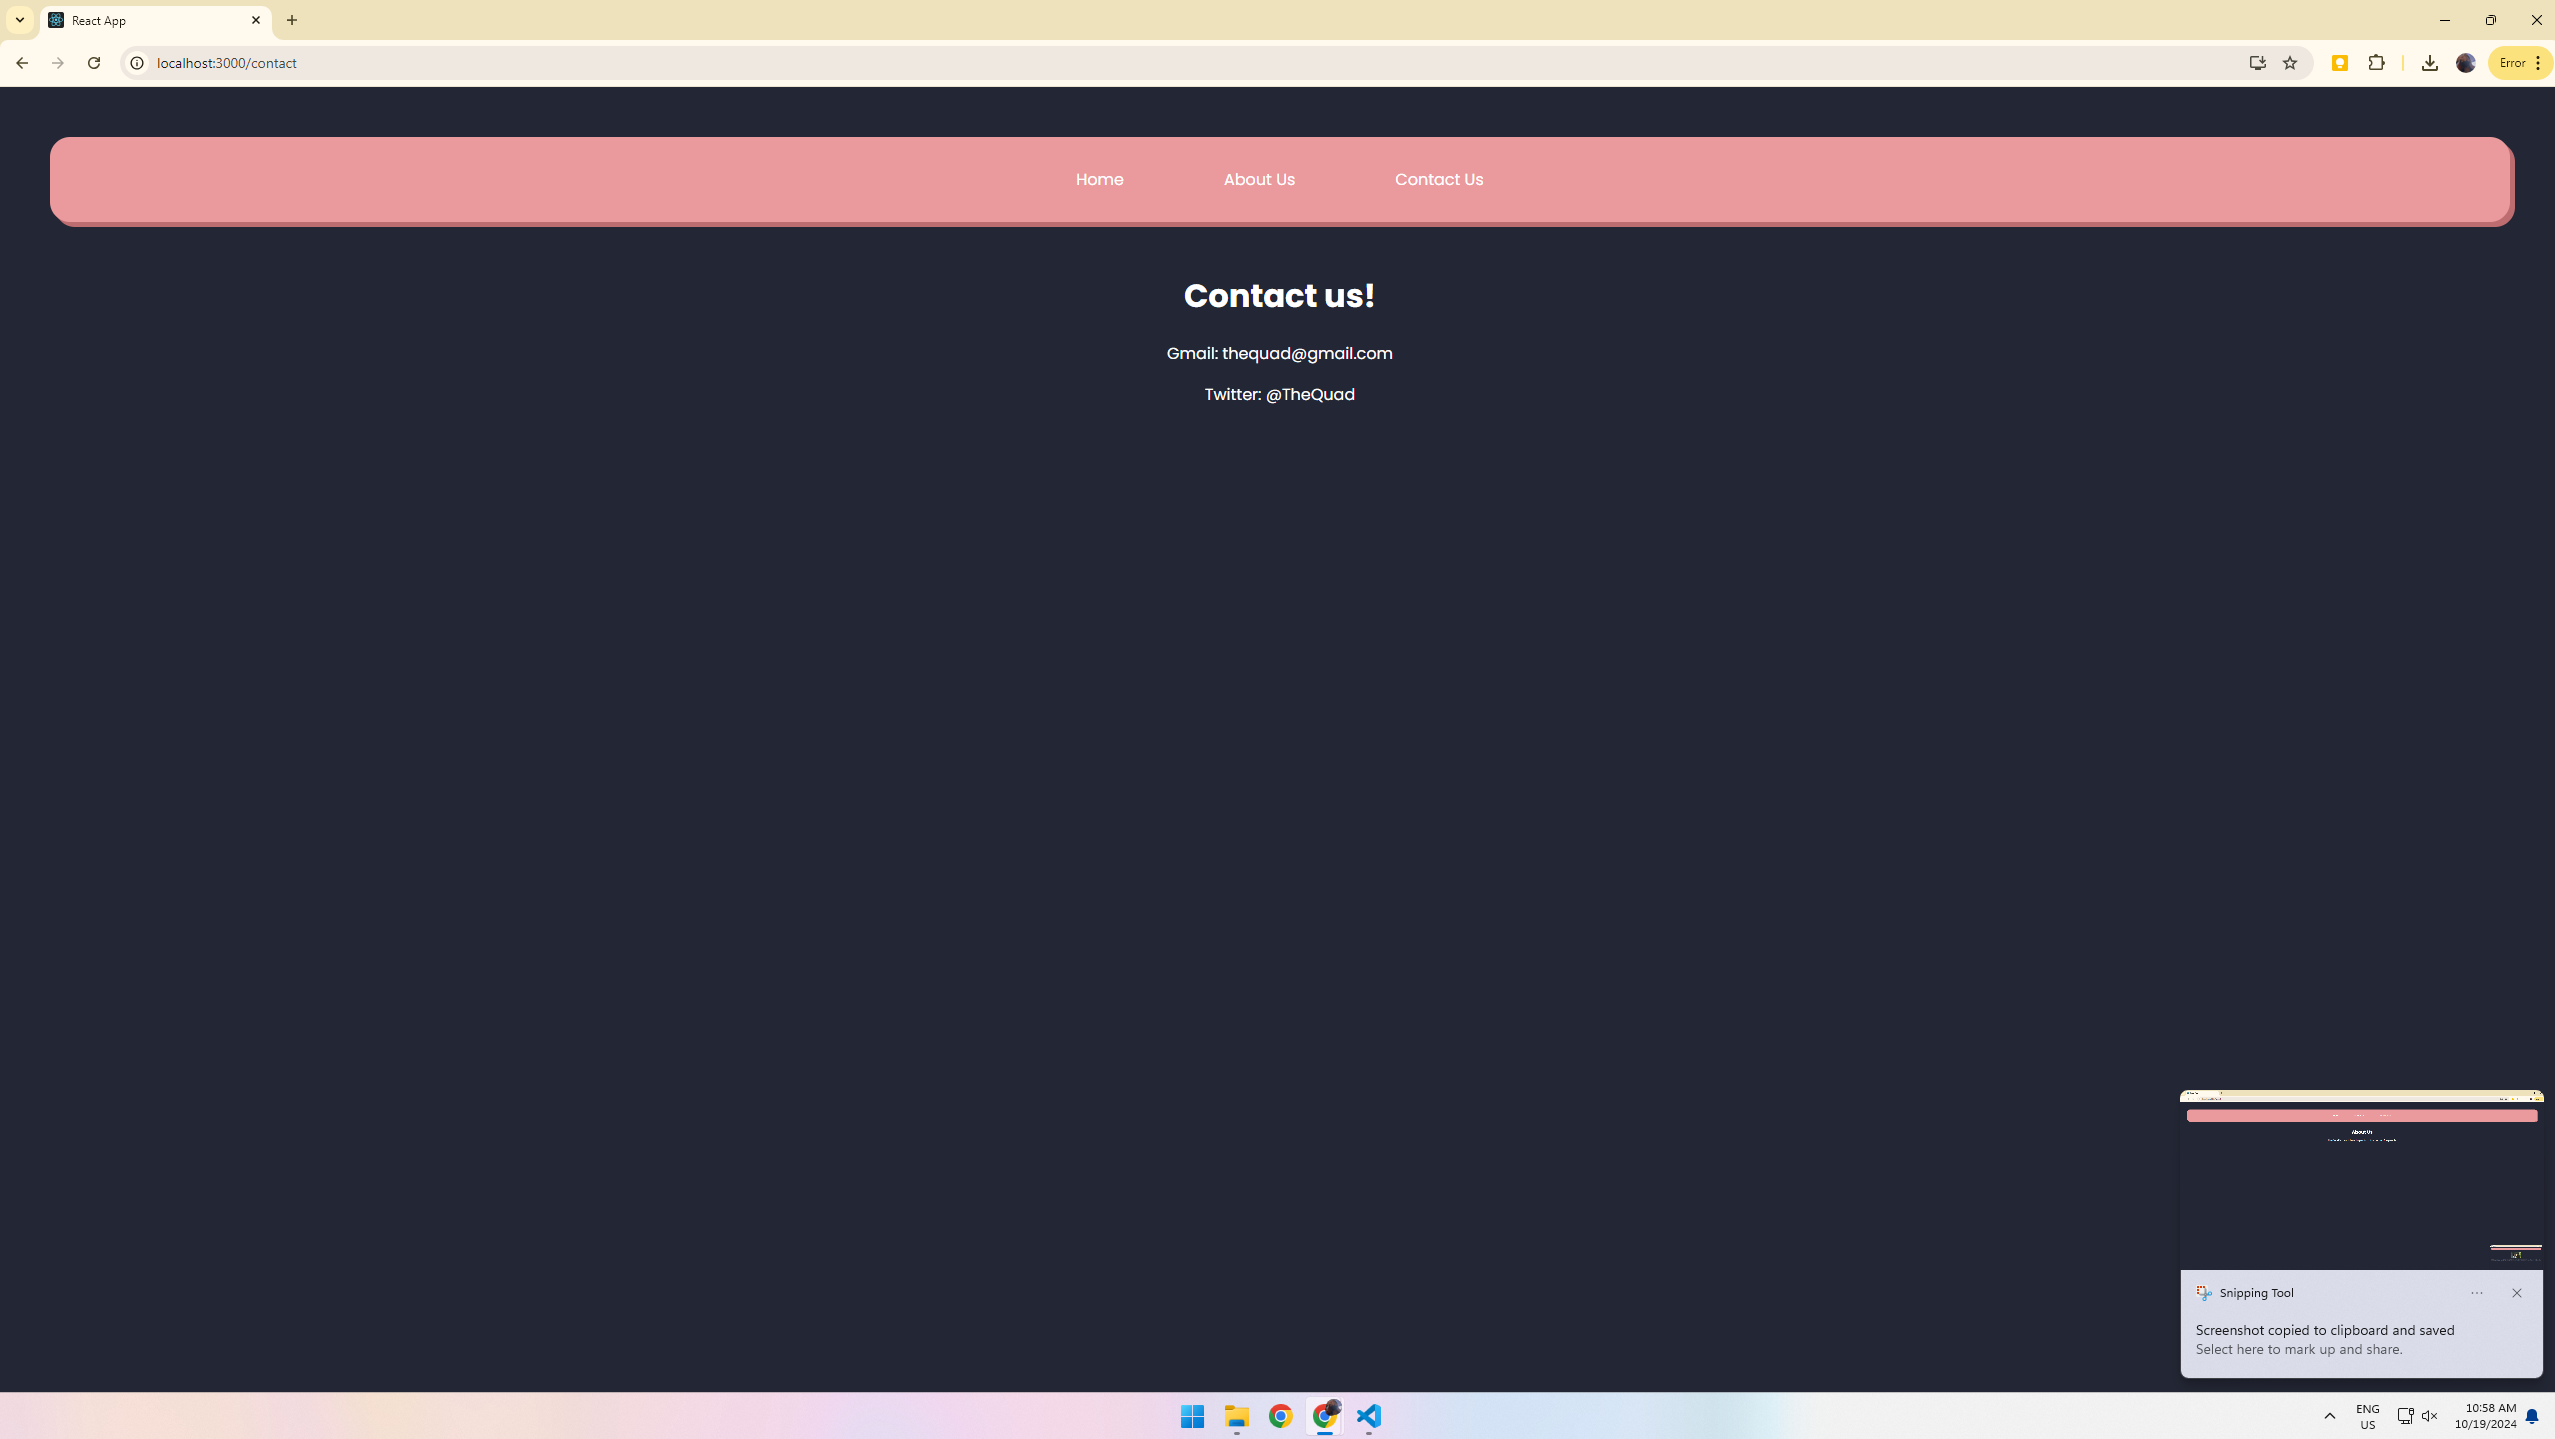 React App
localhost:3000/contact
Error
Home
About Us
Contact Us
Contact us!
Gmail: thequad@gmail.com
Twitter: @TheQuad
About Us
Snipping Tool
Screenshot copied to clipboard and saved
Select here to mark up and share.
ENG
US
10:58 AM
10/19/2024